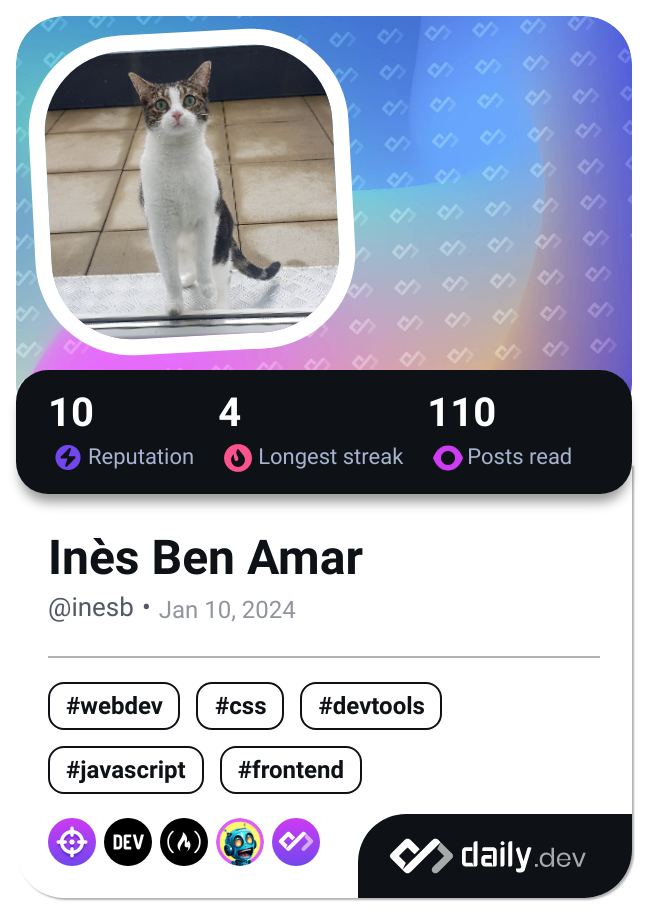 10 4 110
Reputation Longest streak Posts read
Inès Ben Amar
@inesb • Jan 10, 2024
#webdev #css #devtools
#javascript #frontend
DEV daily.dev